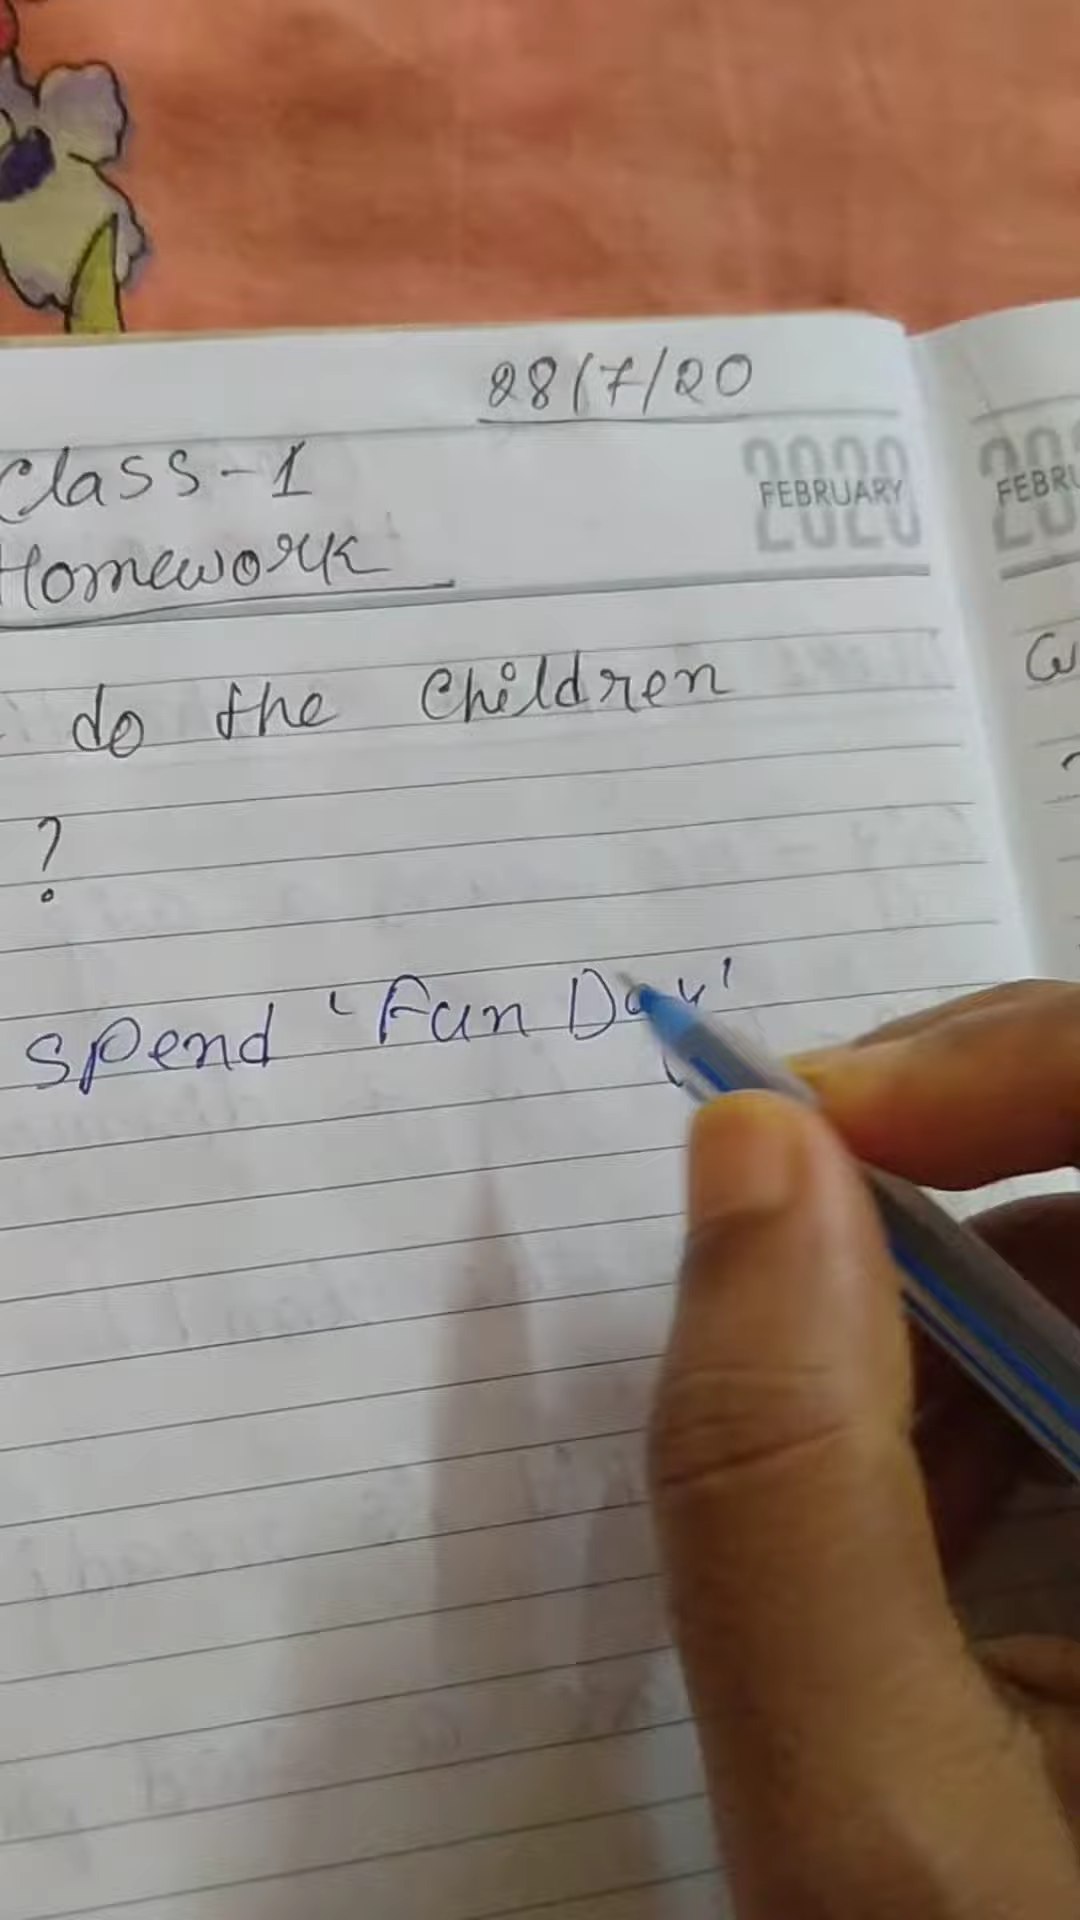 28/7/20
Class-1
2020
FEBRUARY
Homework
do the Children
?
spend 'Fun Day'